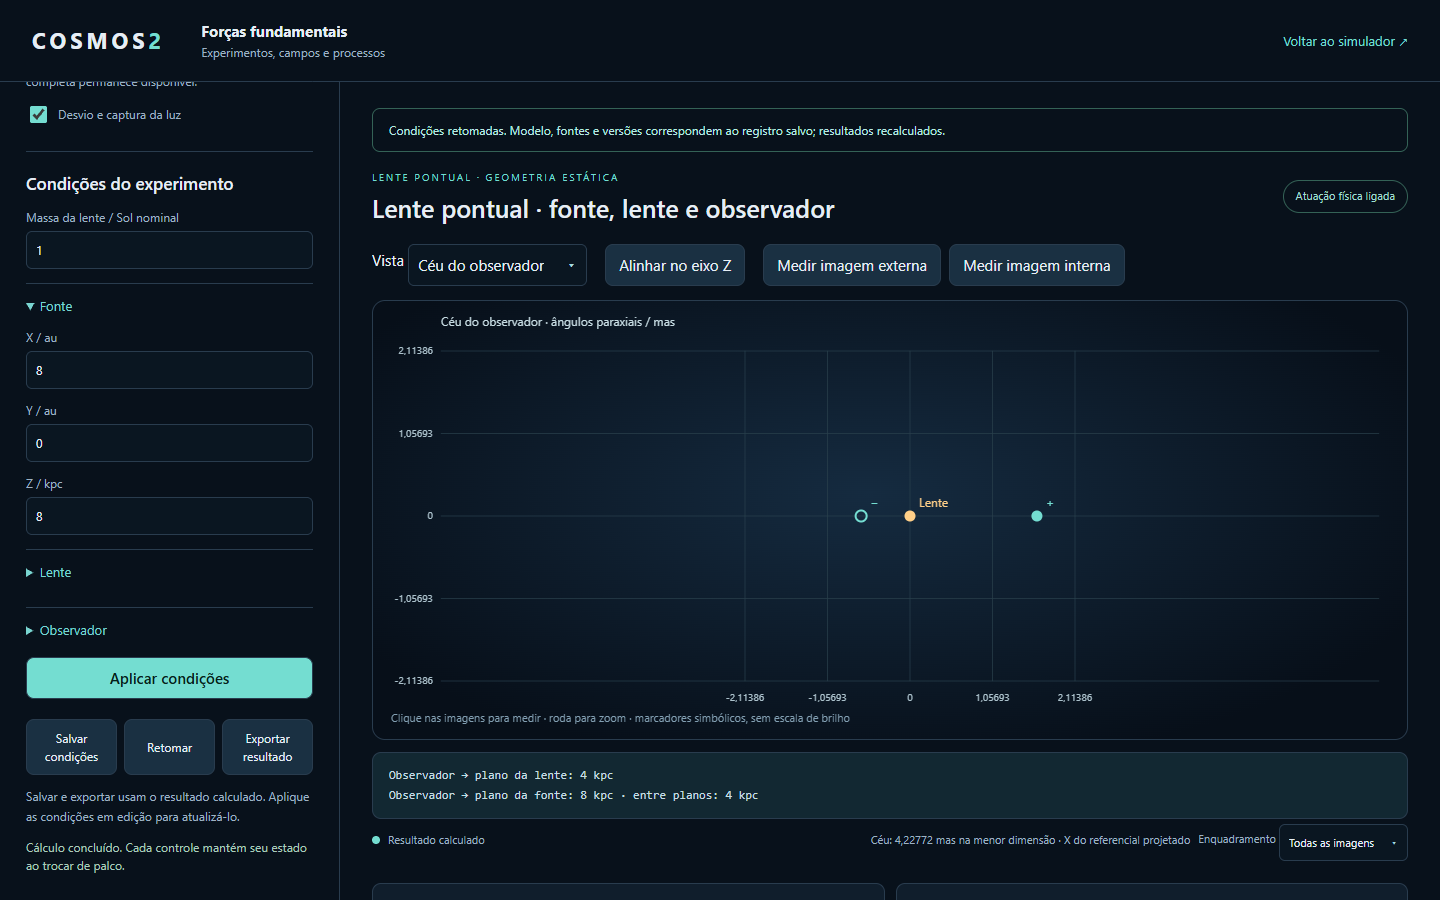 COSMOS2
Forças fundamentais
Experimentos, campos e processos
Voltar ao simulador ↗
completa permanece disponível.
Desvio e captura da luz
Condições do experimento
Massa da lente / Sol nominal
1
▼ Fonte
X / au
8
Y / au
0
Z / kpc
8
▶ Lente
▶ Observador
Aplicar condições
Salvar condições
Retomar
Exportar resultado
Salvar e exportar usam o resultado calculado. Aplique
as condições em edição para atualizá-lo.
Cálculo concluído. Cada controle mantém seu estado
ao trocar de palco.
Condições retomadas. Modelo, fontes e versões correspondem ao registro salvo; resultados recalculados.
LENTE PONTUAL · GEOMETRIA ESTÁTICA
Lente pontual · fonte, lente e observador
Atuação física ligada
Vista
Céu do observador
Alinhar no eixo Z
Medir imagem externa
Medir imagem interna
Céu do observador · ângulos paraxiais / mas
2,11386
1,05693
0
-1,05693
-2,11386
−
Lente
+
-2,11386
-1,05693
0
1,05693
2,11386
Clique nas imagens para medir · roda para zoom · marcadores simbólicos, sem escala de brilho
Observador → plano da lente: 4 kpc
Observador → plano da fonte: 8 kpc · entre planos: 4 kpc
Resultado calculado
Céu: 4,22772 mas na menor dimensão · X do referencial projetado
Enquadramento
Todas as imagens